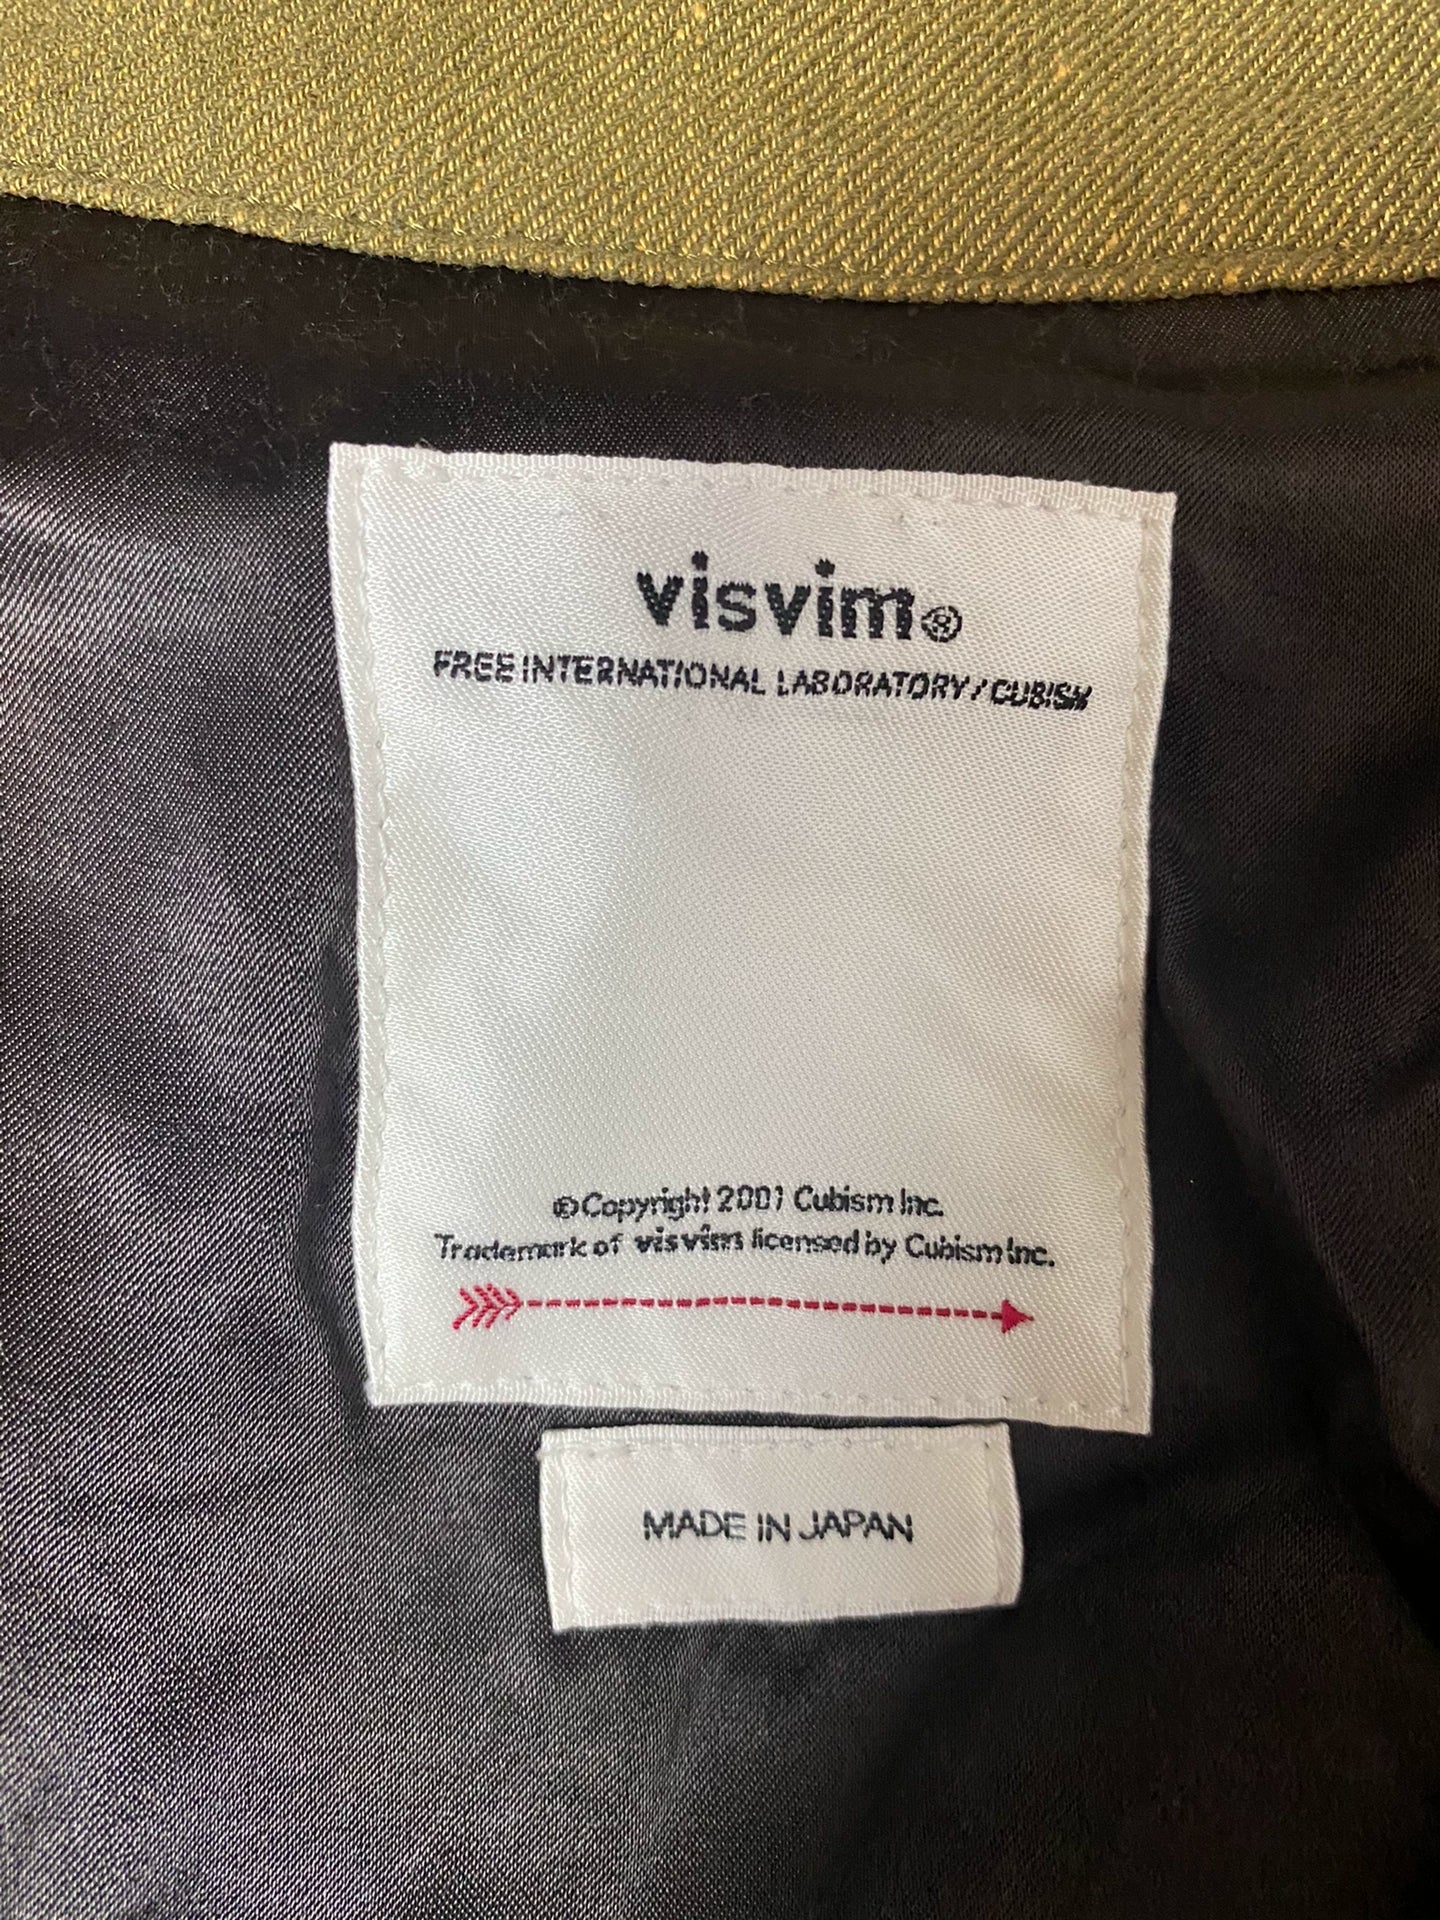 visvim®
FREE INTERNATIONAL LABORATORY / CUBISM
© Copyright 2001 Cubism Inc.
Trademark of visvim licensed by Cubism Inc.
MADE IN JAPAN